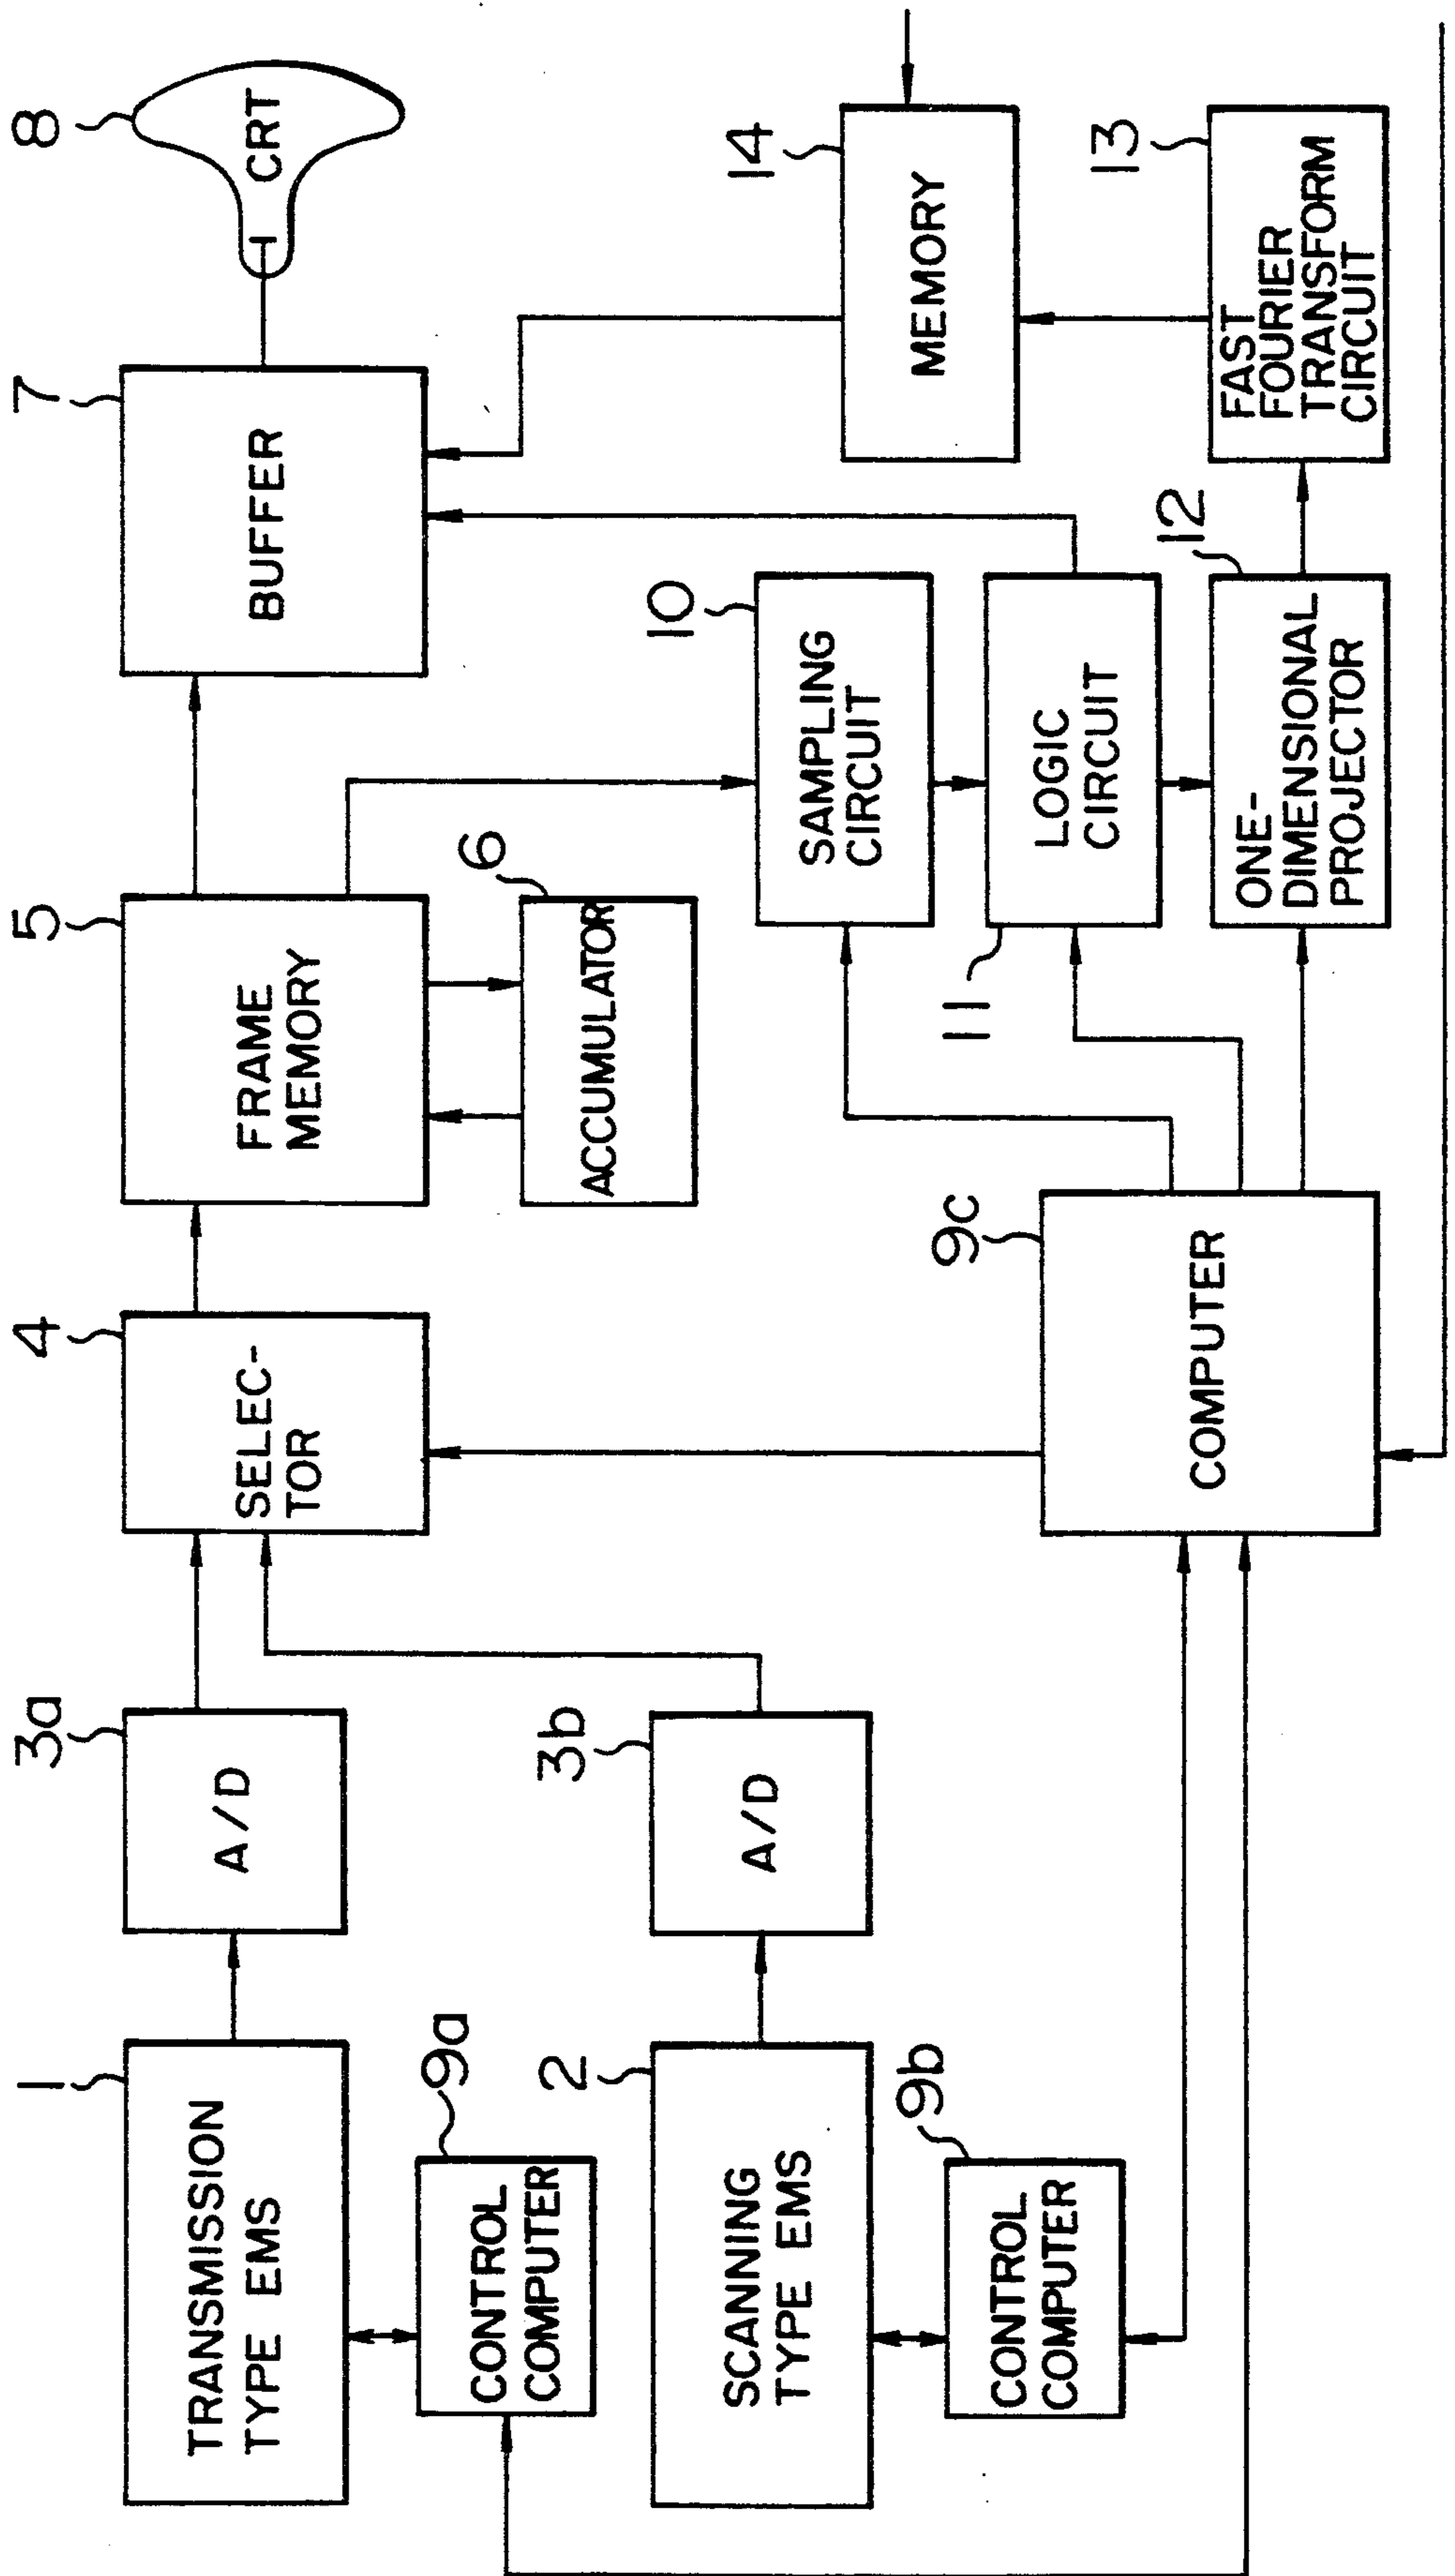 1
TRANSMISSION
TYPE EMS
3a
A/D
4
SELEC-
TOR
5
FRAME
MEMORY
7
BUFFER
8
CRT
9a
CONTROL
COMPUTER
6
ACCUMULATOR
2
SCANNING
TYPE EMS
3b
A/D
10
SAMPLING
CIRCUIT
14
MEMORY
9b
CONTROL
COMPUTER
9c
COMPUTER
11
LOGIC
CIRCUIT
12
ONE-
DIMENSIONAL
PROJECTOR
13
FAST
FOURIER
TRANSFORM
CIRCUIT